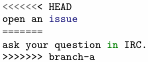 <<<<<<< HEAD
open an issue
=======
ask your question in IRC.
>>>>>>> branch-a